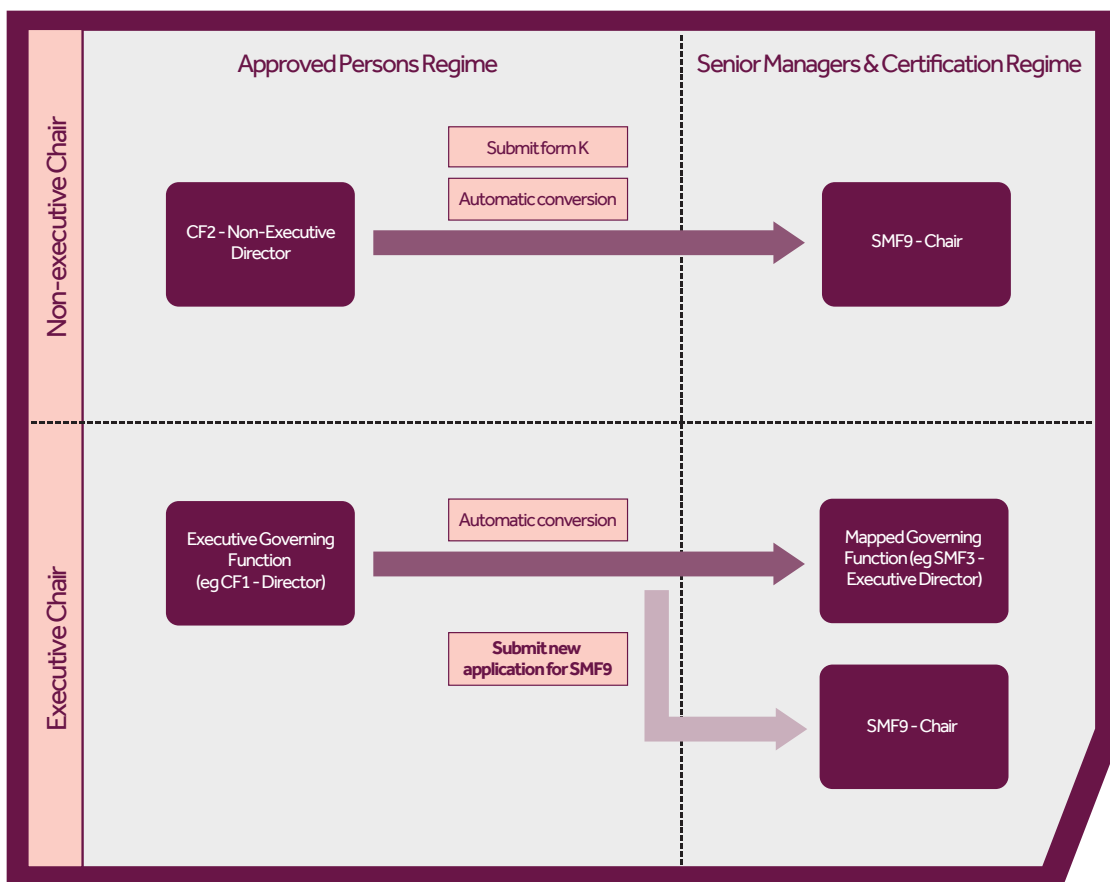 Approved Persons Regime
Senior Managers & Certification Regime
Non-executive Chair
Submit form K
Automatic conversion
CF2 - Non-Executive
Director
SMF9 - Chair
Executive Chair
Automatic conversion
Executive Governing
Function
(eg CF1 - Director)
Mapped Governing
Function (eg SMF3 -
Executive Director)
Submit new
application for SMF9
SMF9 - Chair